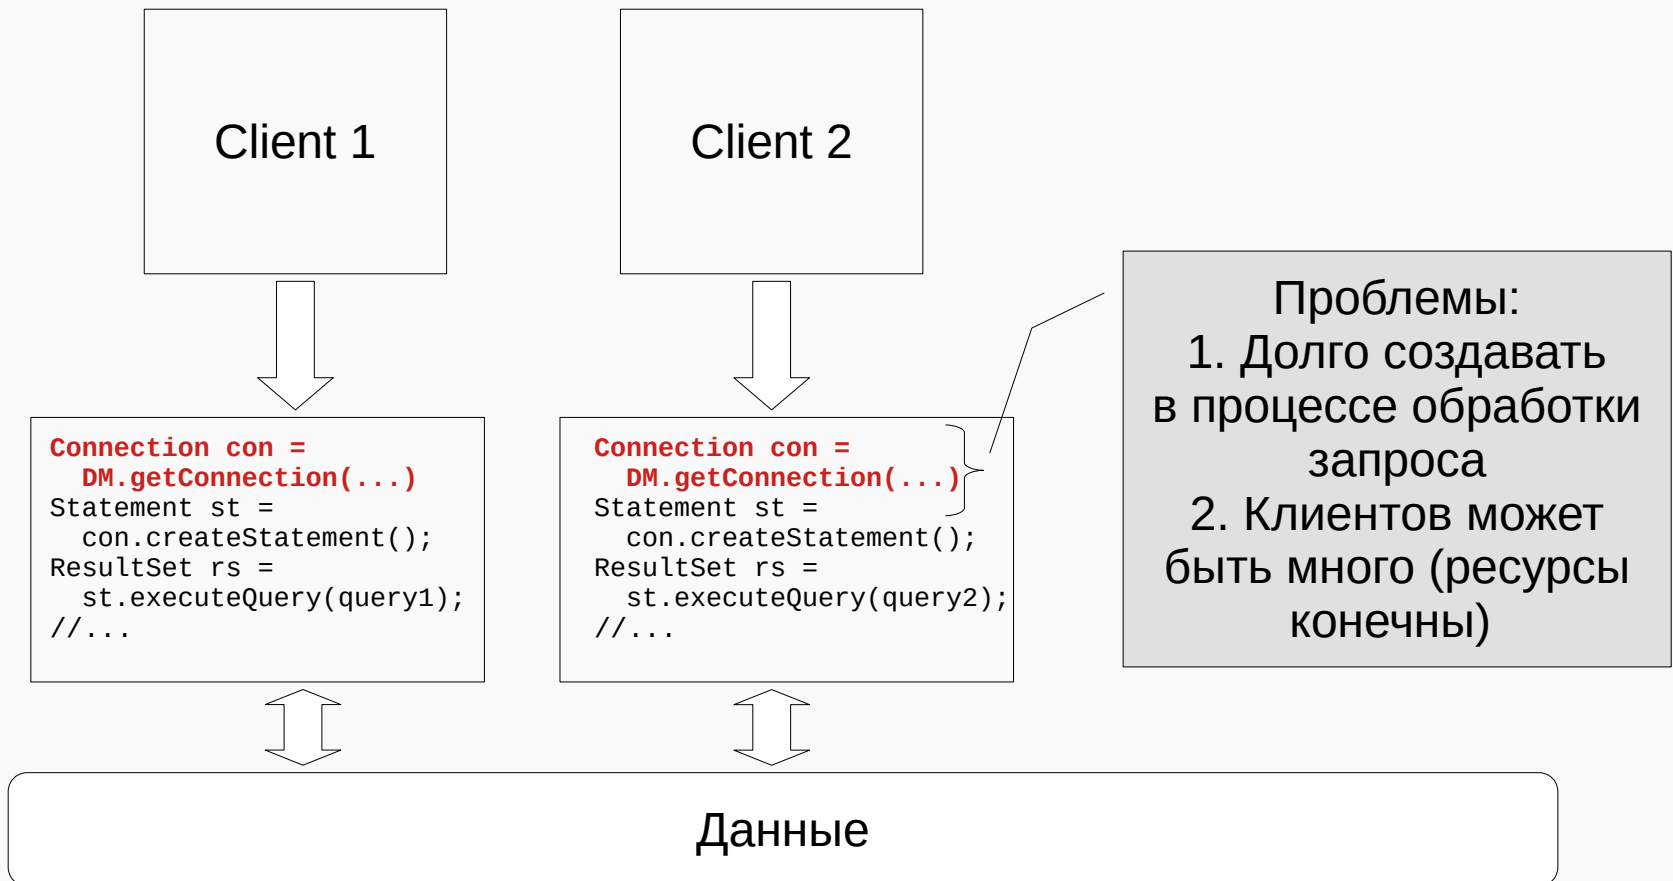 Client 1
Client 2
Connection con =
  DM.getConnection(...)
Statement st =
  con.createStatement();
ResultSet rs =
  st.executeQuery(query1);
//...
Connection con =
  DM.getConnection(...)
Statement st =
  con.createStatement();
ResultSet rs =
  st.executeQuery(query2);
//...
Проблемы:
1. Долго создавать
в процессе обработки
запроса
2. Клиентов может
быть много (ресурсы
конечны)
Данные